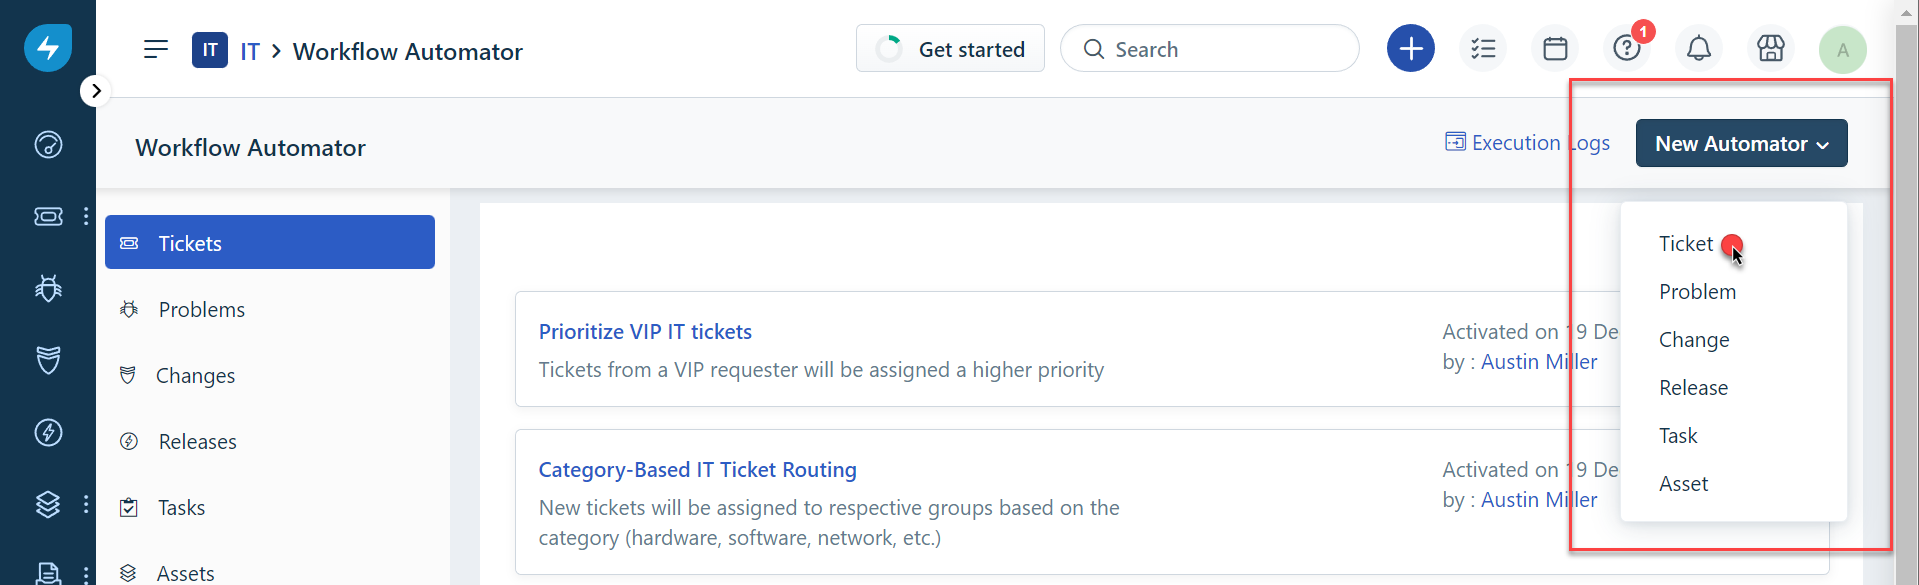 IT IT > Workflow Automator Get started Search 1 A
Workflow Automator Execution Logs New Automator
Tickets
Problems
Changes
Releases
Tasks
Assets
Prioritize VIP IT tickets
Tickets from a VIP requester will be assigned a higher priority
Activated on 19 De
by : Austin Miller
Category-Based IT Ticket Routing
New tickets will be assigned to respective groups based on the
category (hardware, software, network, etc.)
Activated on 19 De
by : Austin Miller
Ticket
Problem
Change
Release
Task
Asset